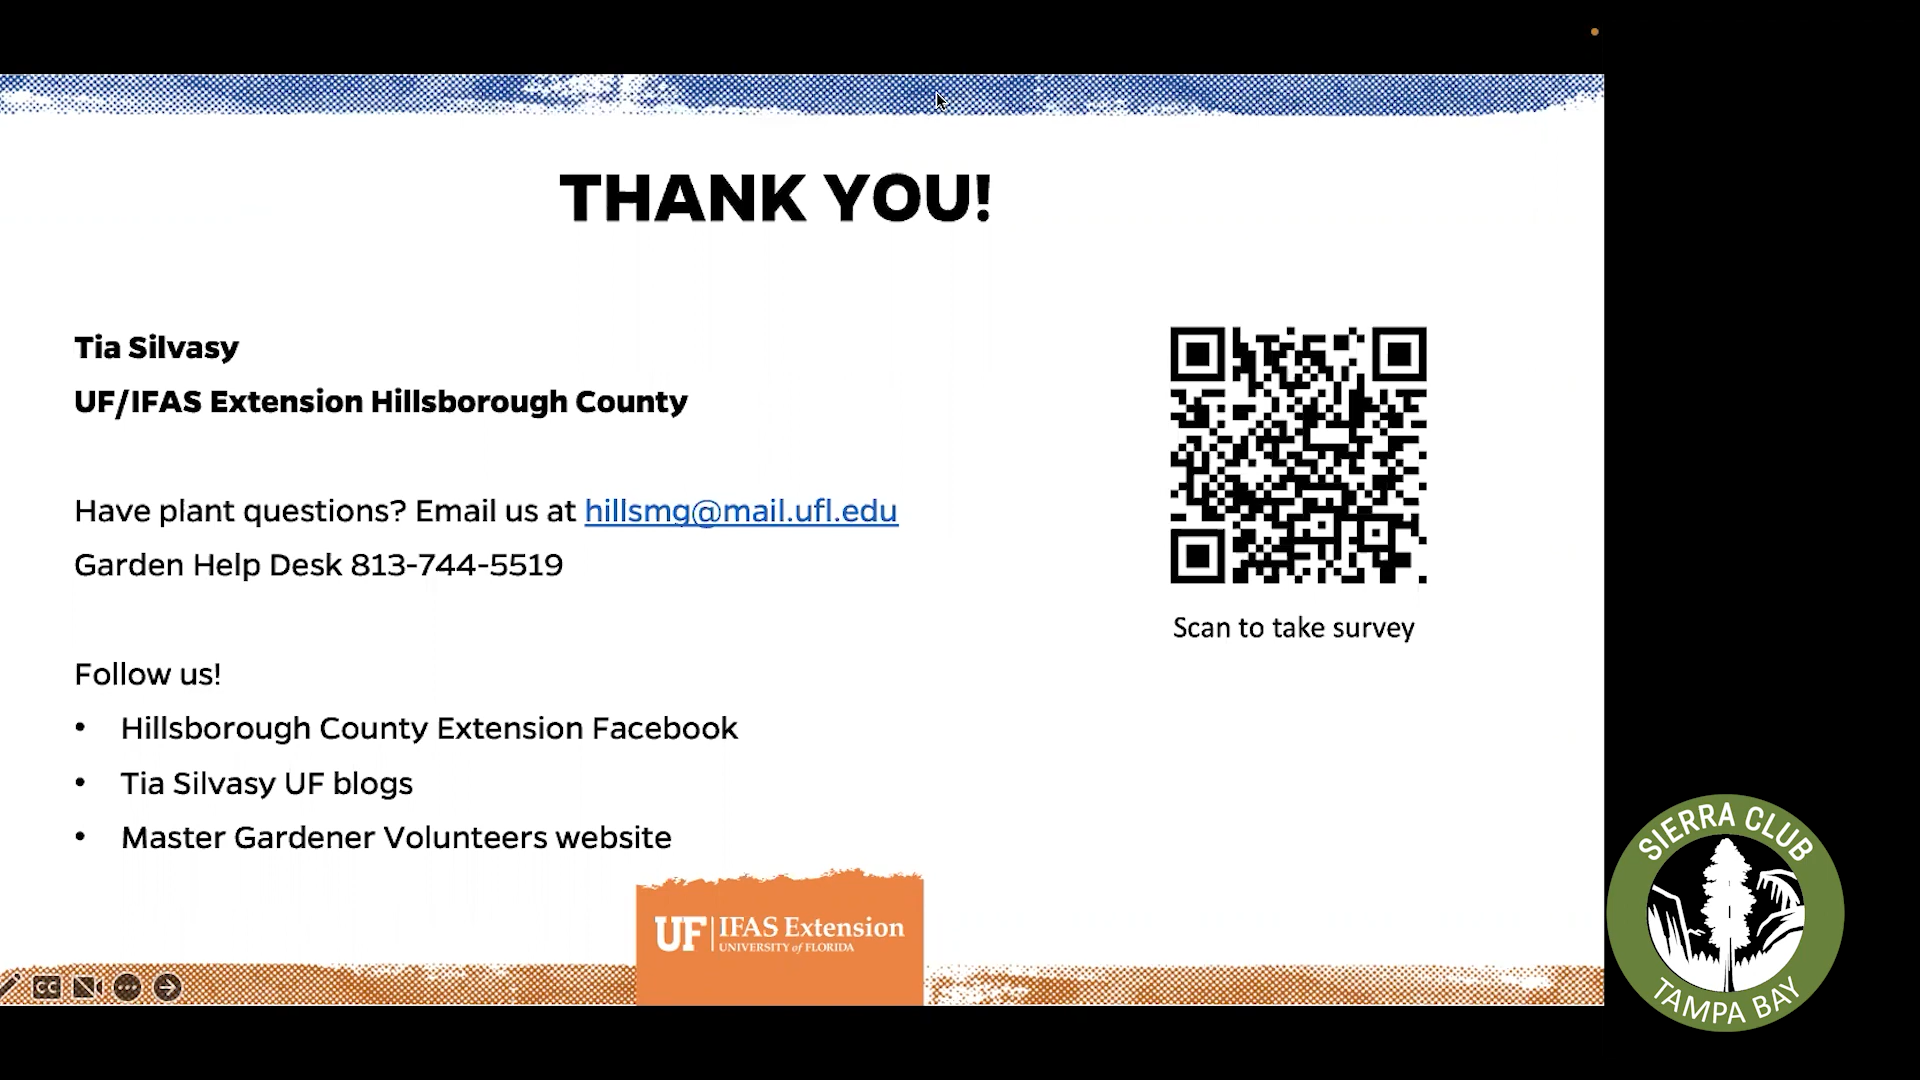 THANK YOU!
Tia Silvasy
UF/IFAS Extension Hillsborough County
Have plant questions? Email us at hillsmg@mail.ufl.edu
Garden Help Desk 813-744-5519
Follow us!
• Hillsborough County Extension Facebook
• Tia Silvasy UF blogs
• Master Gardener Volunteers website
Scan to take survey
UF IFAS Extension
UNIVERSITY of FLORIDA
CC
SIERRA CLUB
TAMPA BAY